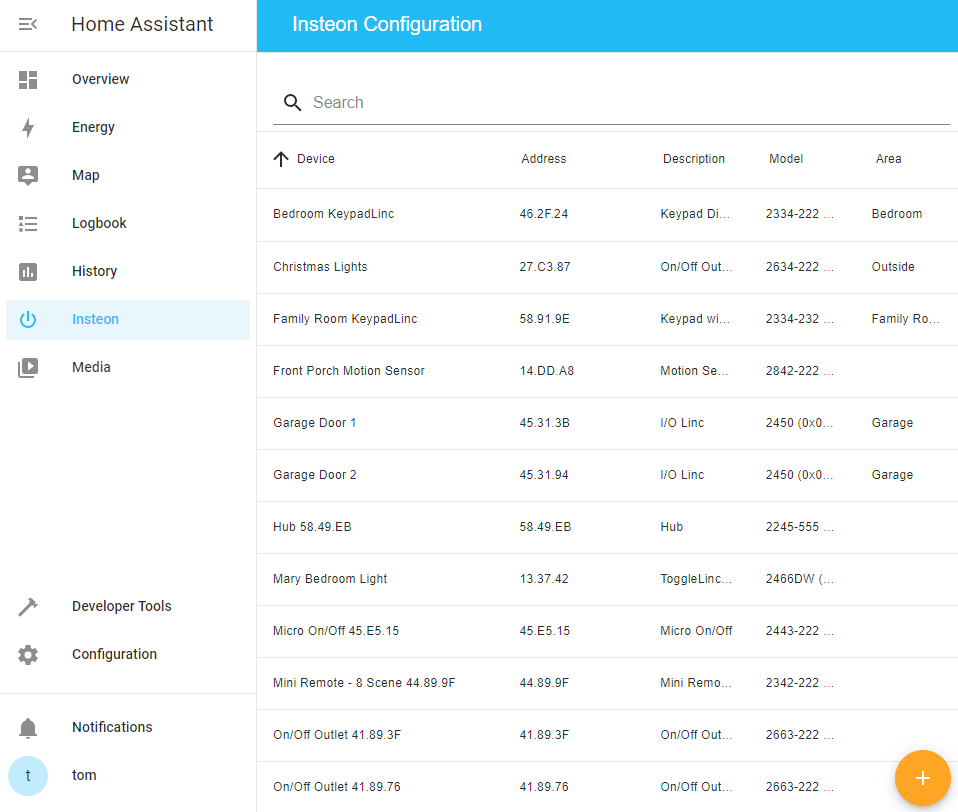 Home Assistant
Insteon Configuration
Overview
Energy
Map
Logbook
History
Insteon
Media
Developer Tools
Configuration
Notifications
t tom
Search
Device Address Description Model Area
Bedroom KeypadLinc 46.2F.24 Keypad Di... 2334-222 ... Bedroom
Christmas Lights 27.C3.87 On/Off Out... 2634-222 ... Outside
Family Room KeypadLinc 58.91.9E Keypad wi... 2334-232 ... Family Ro...
Front Porch Motion Sensor 14.DD.A8 Motion Se... 2842-222 ...
Garage Door 1 45.31.3B I/O Linc 2450 (0x0... Garage
Garage Door 2 45.31.94 I/O Linc 2450 (0x0... Garage
Hub 58.49.EB 58.49.EB Hub 2245-555 ...
Mary Bedroom Light 13.37.42 ToggleLinc... 2466DW (...
Micro On/Off 45.E5.15 45.E5.15 Micro On/Off 2443-222 ...
Mini Remote - 8 Scene 44.89.9F 44.89.9F Mini Remo... 2342-222 ...
On/Off Outlet 41.89.3F 41.89.3F On/Off Out... 2663-222 ...
On/Off Outlet 41.89.76 41.89.76 On/Off Out... 2663-222 ...